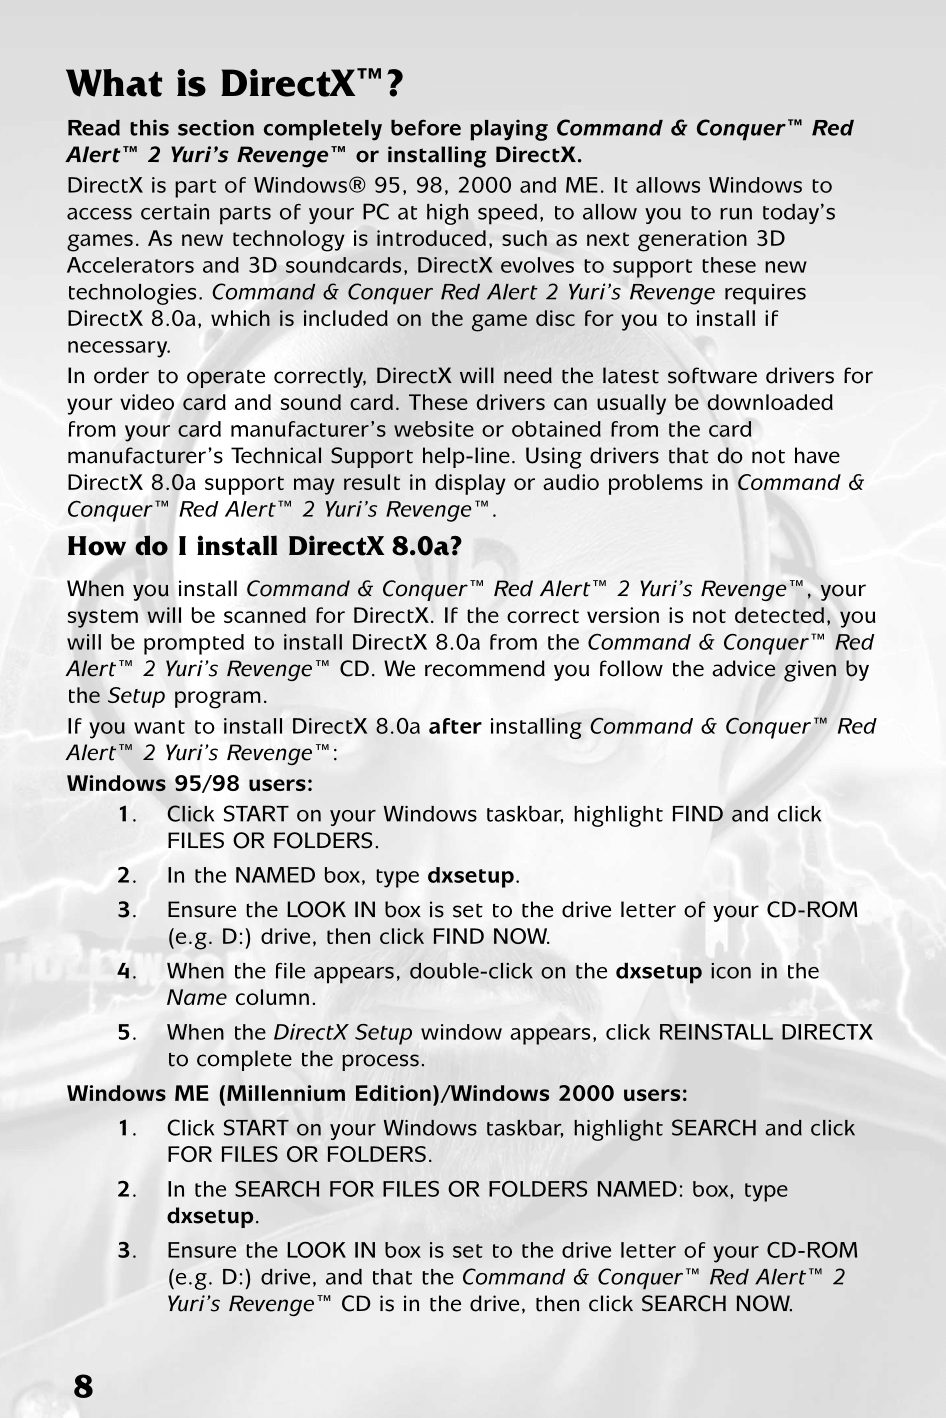 What is DirectX™?
Read this section completely before playing Command & Conquer™ Red
Alert™ 2 Yuri's Revenge™ or installing DirectX.
DirectX is part of Windows® 95, 98, 2000 and ME. It allows Windows to
access certain parts of your PC at high speed, to allow you to run today's
games. As new technology is introduced, such as next generation 3D
Accelerators and 3D soundcards, DirectX evolves to support these new
technologies. Command & Conquer Red Alert 2 Yuri's Revenge requires
DirectX 8.0a, which is included on the game disc for you to install if
necessary.
In order to operate correctly, DirectX will need the latest software drivers for
your video card and sound card. These drivers can usually be downloaded
from your card manufacturer's website or obtained from the card
manufacturer's Technical Support help-line. Using drivers that do not have
DirectX 8.0a support may result in display or audio problems in Command &
Conquer™ Red Alert™ 2 Yuri's Revenge™.
How do I install DirectX 8.0a?
When you install Command & Conquer™ Red Alert™ 2 Yuri's Revenge™, your
system will be scanned for DirectX. If the correct version is not detected, you
will be prompted to install DirectX 8.0a from the Command & Conquer™ Red
Alert™ 2 Yuri's Revenge™ CD. We recommend you follow the advice given by
the Setup program.
If you want to install DirectX 8.0a after installing Command & Conquer™ Red
Alert™ 2 Yuri's Revenge™:
Windows 95/98 users:
1. Click START on your Windows taskbar, highlight FIND and click
FILES OR FOLDERS.
2. In the NAMED box, type dxsetup.
3. Ensure the LOOK IN box is set to the drive letter of your CD-ROM
(e.g. D:) drive, then click FIND NOW.
HOLLYWOOD
4. When the file appears, double-click on the dxsetup icon in the
Name column.
5. When the DirectX Setup window appears, click REINSTALL DIRECTX
to complete the process.
Windows ME (Millennium Edition)/Windows 2000 users:
1. Click START on your Windows taskbar, highlight SEARCH and click
FOR FILES OR FOLDERS.
2. In the SEARCH FOR FILES OR FOLDERS NAMED: box, type
dxsetup.
3. Ensure the LOOK IN box is set to the drive letter of your CD-ROM
(e.g. D:) drive, and that the Command & Conquer™ Red Alert™ 2
Yuri's Revenge™ CD is in the drive, then click SEARCH NOW.
8